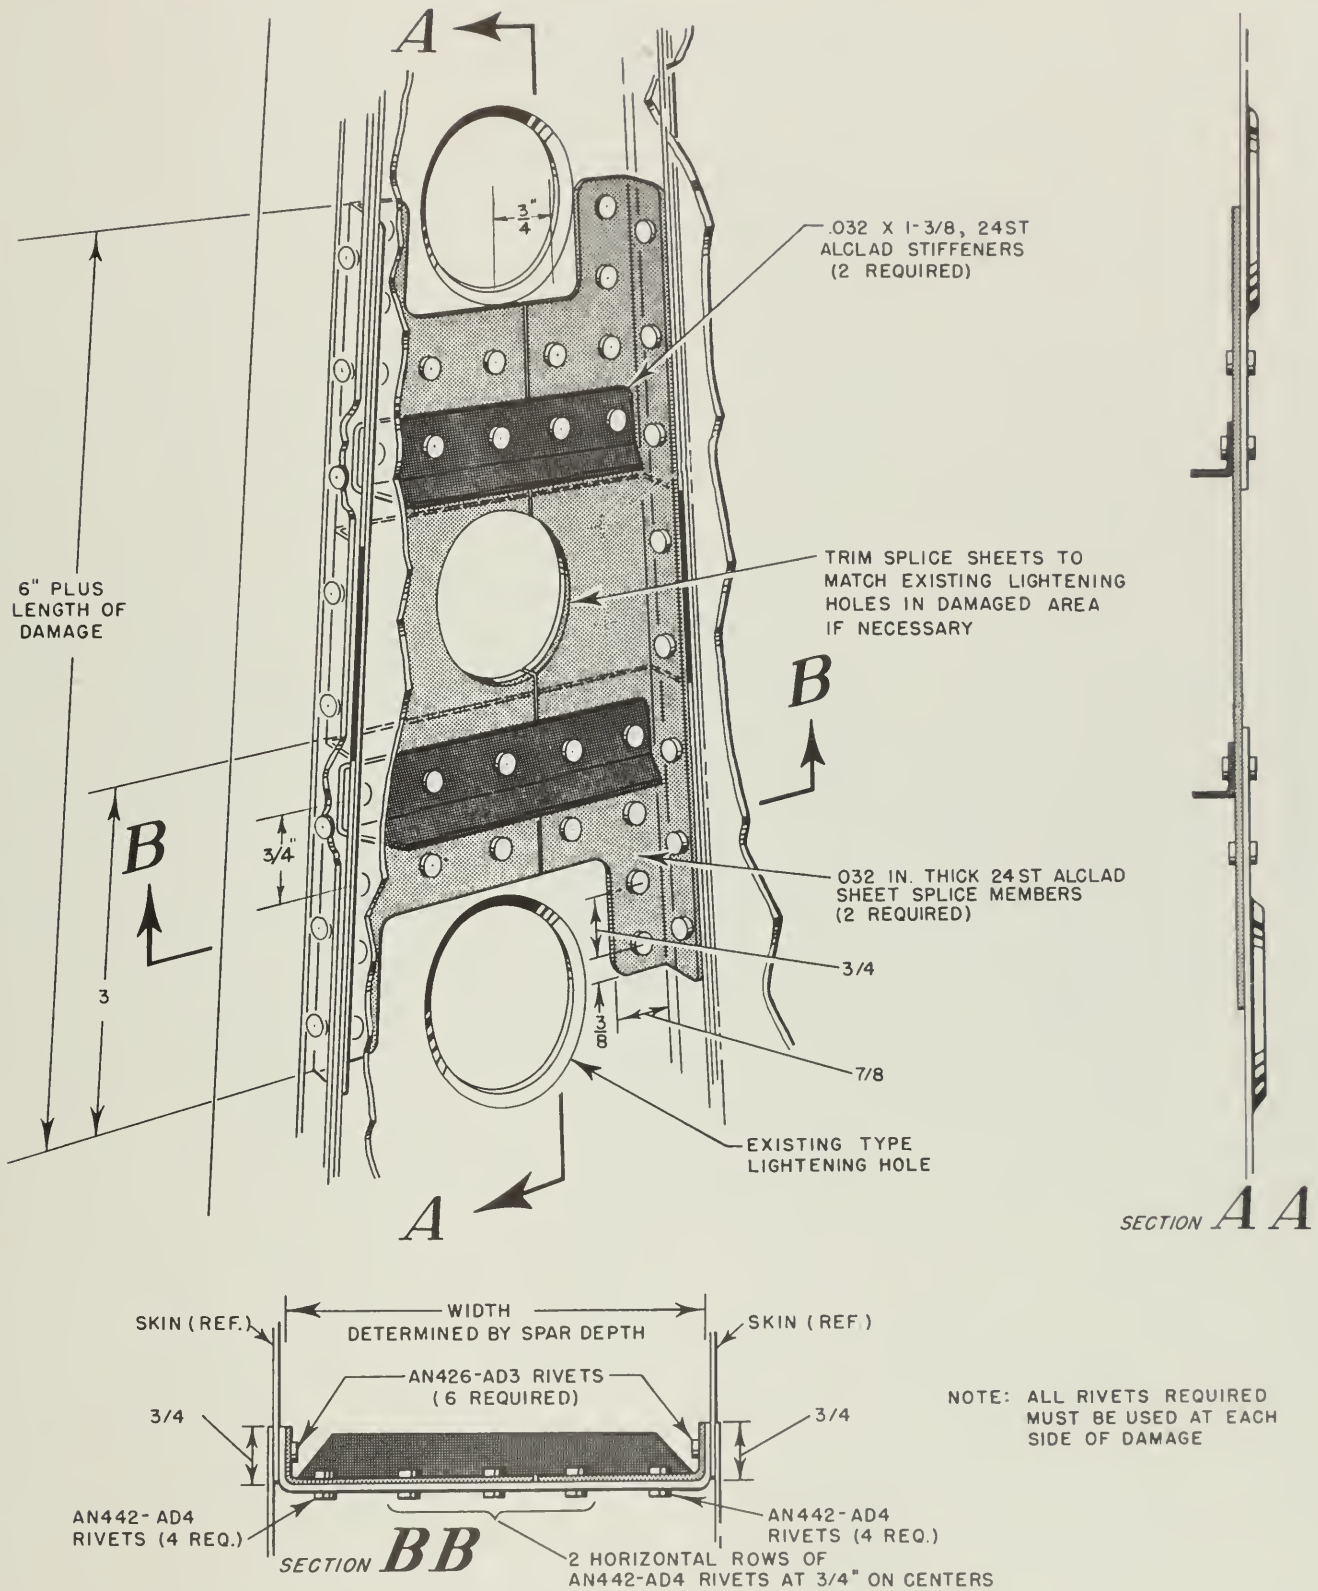 A
3"
4
.032 X 1-3/8, 24ST
ALCLAD STIFFENERS
(2 REQUIRED)
6" PLUS
LENGTH OF
DAMAGE
TRIM SPLICE SHEETS TO
MATCH EXISTING LIGHTENING
HOLES IN DAMAGED AREA
IF NECESSARY
B
B
3/4"
032 IN. THICK 24ST ALCLAD
SHEET SPLICE MEMBERS
(2 REQUIRED)
3/4
3
3
8
7/8
EXISTING TYPE
LIGHTENING HOLE
A
SECTION A A
SKIN (REF.)
WIDTH
DETERMINED BY SPAR DEPTH
SKIN (REF.)
AN426-AD3 RIVETS
(6 REQUIRED)
3/4
3/4
NOTE: ALL RIVETS REQUIRED
MUST BE USED AT EACH
SIDE OF DAMAGE
AN442-AD4
RIVETS (4 REQ.)
AN442-AD4
RIVETS (4 REQ.)
SECTION BB
2 HORIZONTAL ROWS OF
AN442-AD4 RIVETS AT 3/4" ON CENTERS